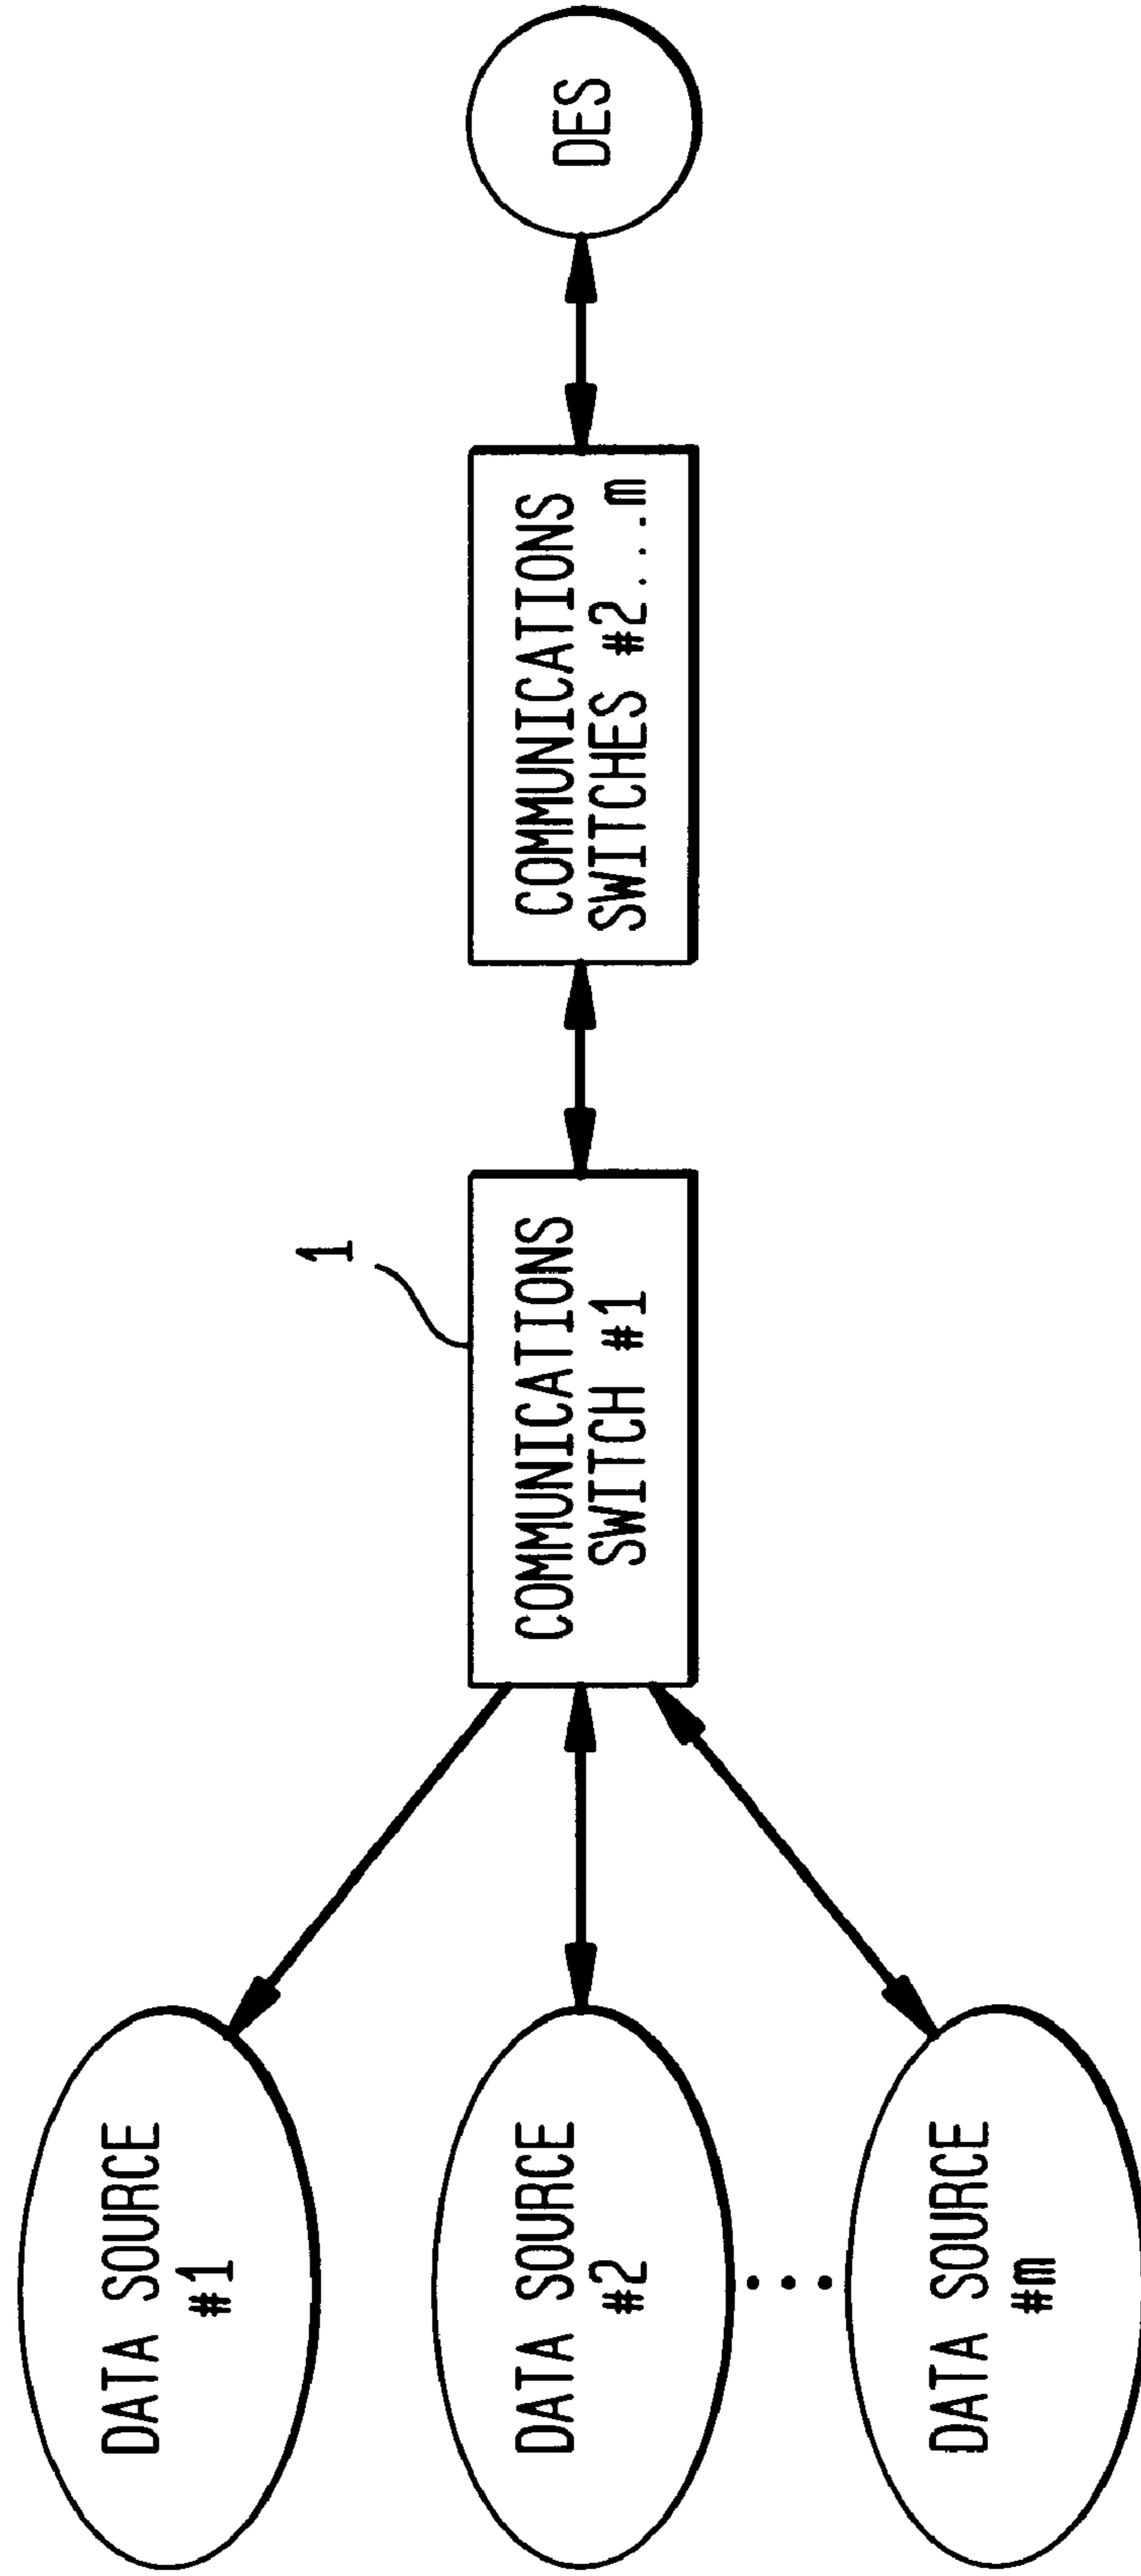 DATA SOURCE
#1
DATA SOURCE
#2
DATA SOURCE
#m
1
COMMUNICATIONS
SWITCH #1
COMMUNICATIONS
SWITCHES #2....m
DES